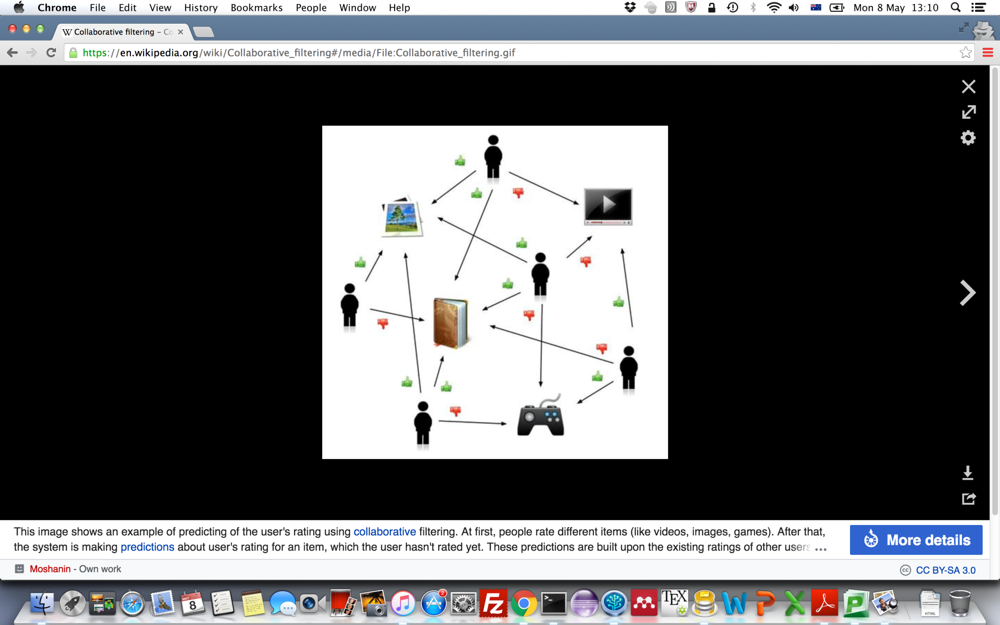 Chrome File Edit View History Bookmarks People Window Help Mon 8 May 13:10
W Collaborative filtering – Co
https://en.wikipedia.org/wiki/Collaborative_filtering#/media/File:Collaborative_filtering.gif
This image shows an example of predicting of the user's rating using collaborative filtering. At first, people rate different items (like videos, images, games). After that,
the system is making predictions about user's rating for an item, which the user hasn't rated yet. These predictions are built upon the existing ratings of other users ...
More details
Moshanin - Own work
cc CC BY-SA 3.0
MAY
8
2
Fz
>_
TEX
W
P
X
P
HTML